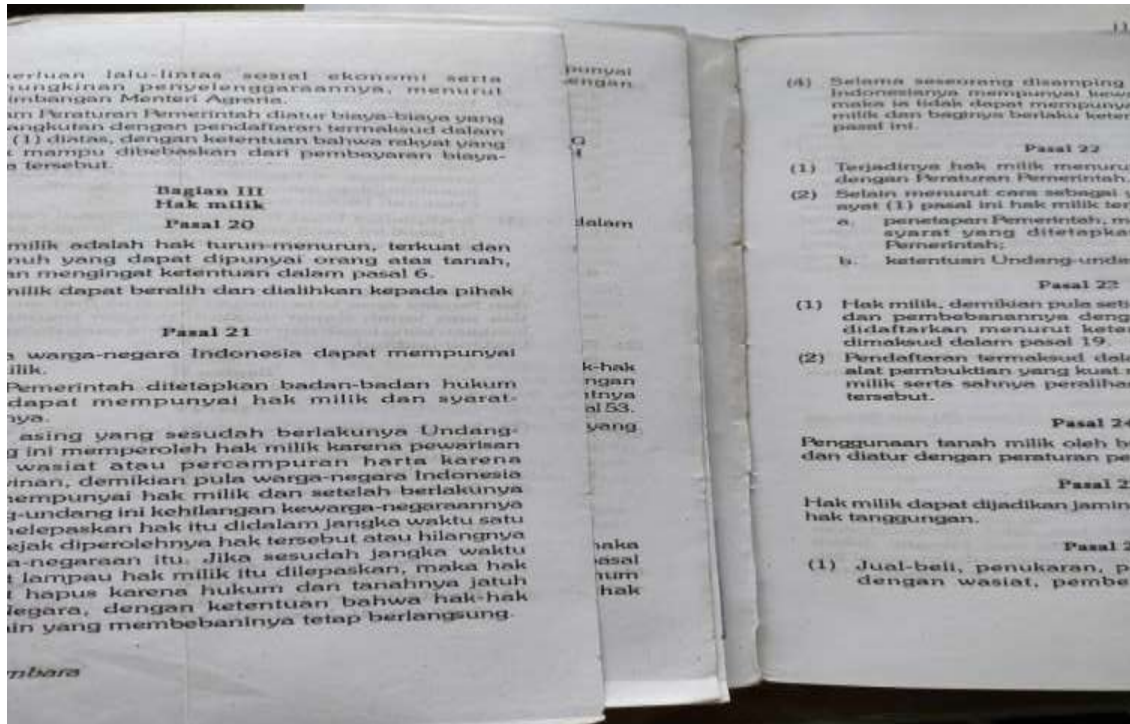 erluan lalu-lintas sosial ekonomi serta
ungkinan penyelenggaraannya, menurut
imbangan Menteri Agraria.
am Peraturan Pemerintah diatur biaya-biaya yang
angkutan dengan pendaftaran termaksud dalam
(1) diatas, dengan ketentuan bahwa rakyat yang
mampu dibebaskan dari pembayaran biaya-
a tersebut.
Bagian III
Hak milik
Pasal 20
milik adalah hak turun-menurun, terkuat dan
nuh yang dapat dipunyai orang atas tanah,
an mengingat ketentuan dalam pasal 6.
milik dapat beralih dan dialihkan kepada pihak
Pasal 21
warga-negara Indonesia dapat mempunyai
ilik.
Pemerintah ditetapkan badan-badan hukum
dapat mempunyai hak milik dan syarat-
nya.
asing yang sesudah berlakunya Undang-
g ini memperoleh hak milik karena pewarisan
wasiat atau percampuran harta karena
vinan, demikian pula warga-negara Indonesia
mempunyai hak milik dan setelah berlakunya
g-undang ini kehilangan kewarga-negaraannya
nelepaskan hak itu didalam jangka waktu satu
ejak diperolehnya hak tersebut atau hilangnya
a-negaraan itu. Jika sesudah jangka waktu
t lampau hak milik itu dilepaskan, maka hak
t hapus karena hukum dan tanahnya jatuh
Negara, dengan ketentuan bahwa hak-hak
in yang membebaninya tetap berlangsung.
mbara
punyai
engan
dalam
k-hak
ngan
nya
al 53.
yang
naka
pasal
um
hak
11
(4) Selama seseorang disamping
Indonesianya mempunyai kewa
maka ia tidak dapat mempunya
milik dan baginya berlaku keter
pasal ini.
Pasal 22
(1) Terjadinya hak milik menuru
dengan Peraturan Pemerintah.
(2) Selain menurut cara sebagai
ayat (1) pasal ini hak milik ter
a. penetapan Pemerintah, m
syarat yang ditetapka
Pemerintah;
b. ketentuan Undang-unda
Pasal 23
(1) Hak milik, demikian pula seti
dan pembebanannya deng
didaftarkan menurut keter
dimaksud dalam pasal 19.
(2) Pendaftaran termaksud dala
alat pembuktian yang kuat
milik serta sahnya peraliha
tersebut.
Pasal 24
Penggunaan tanah milik oleh b
dan diatur dengan peraturan pe
Pasal 2
Hak milik dapat dijadikan jamin
hak tanggungan.
Pasal 2
(1) Jual-beli, penukaran, p
dengan wasiat, pembe